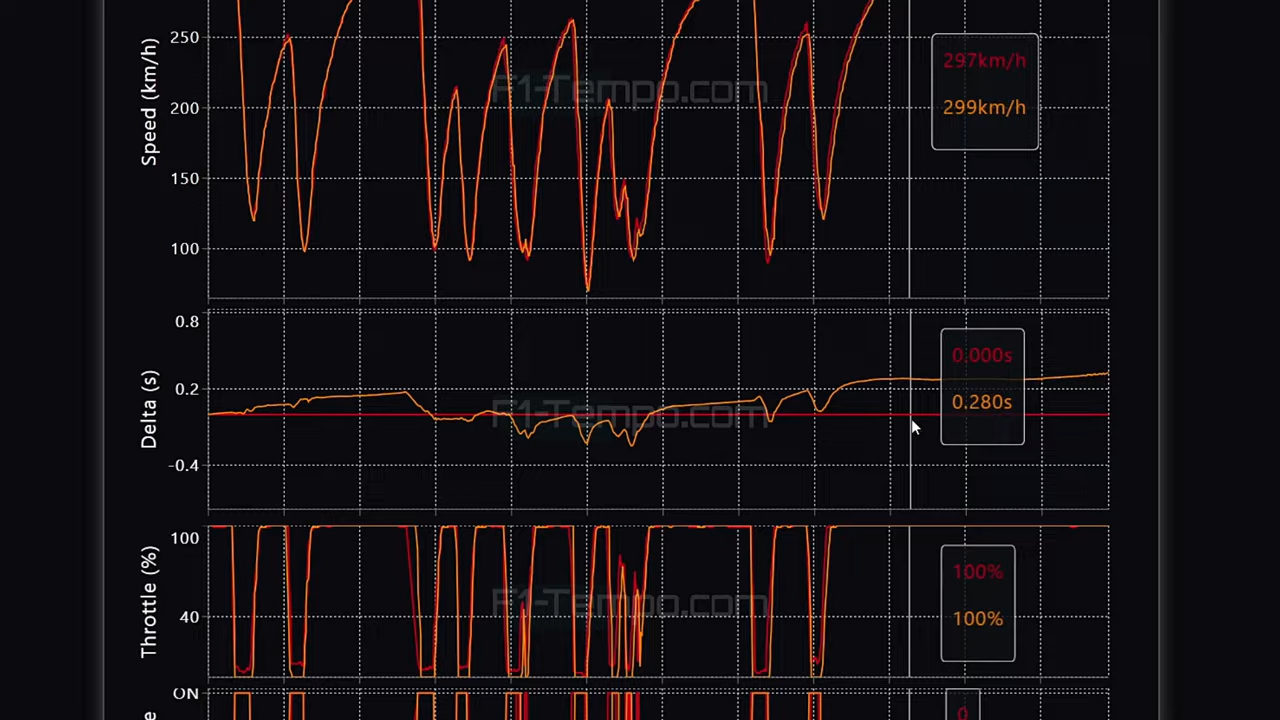 Speed (km/h)
250
200
150
100
F1-Tempo.com
297km/h
299km/h
Delta (s)
0.8
0.2
-0.4
F1-Tempo.com
0.000s
0.280s
Throttle (%)
100
40
F1-Tempo.com
100%
100%
ON
0